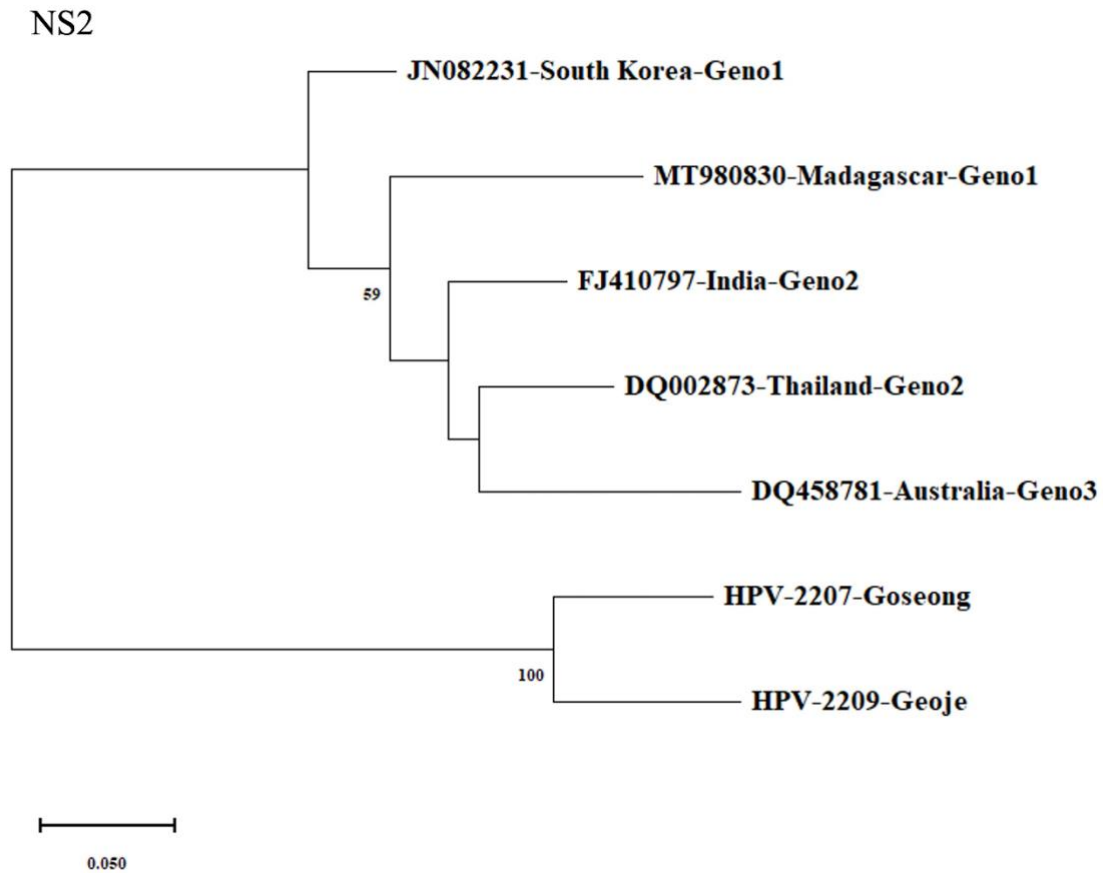 NS2
JN082231-South Korea-Geno1
MT980830-Madagascar-Geno1
FJ410797-India-Geno2
59
DQ002873-Thailand-Geno2
DQ458781-Australia-Geno3
HPV-2207-Goseong
100
HPV-2209-Geoje
0.050